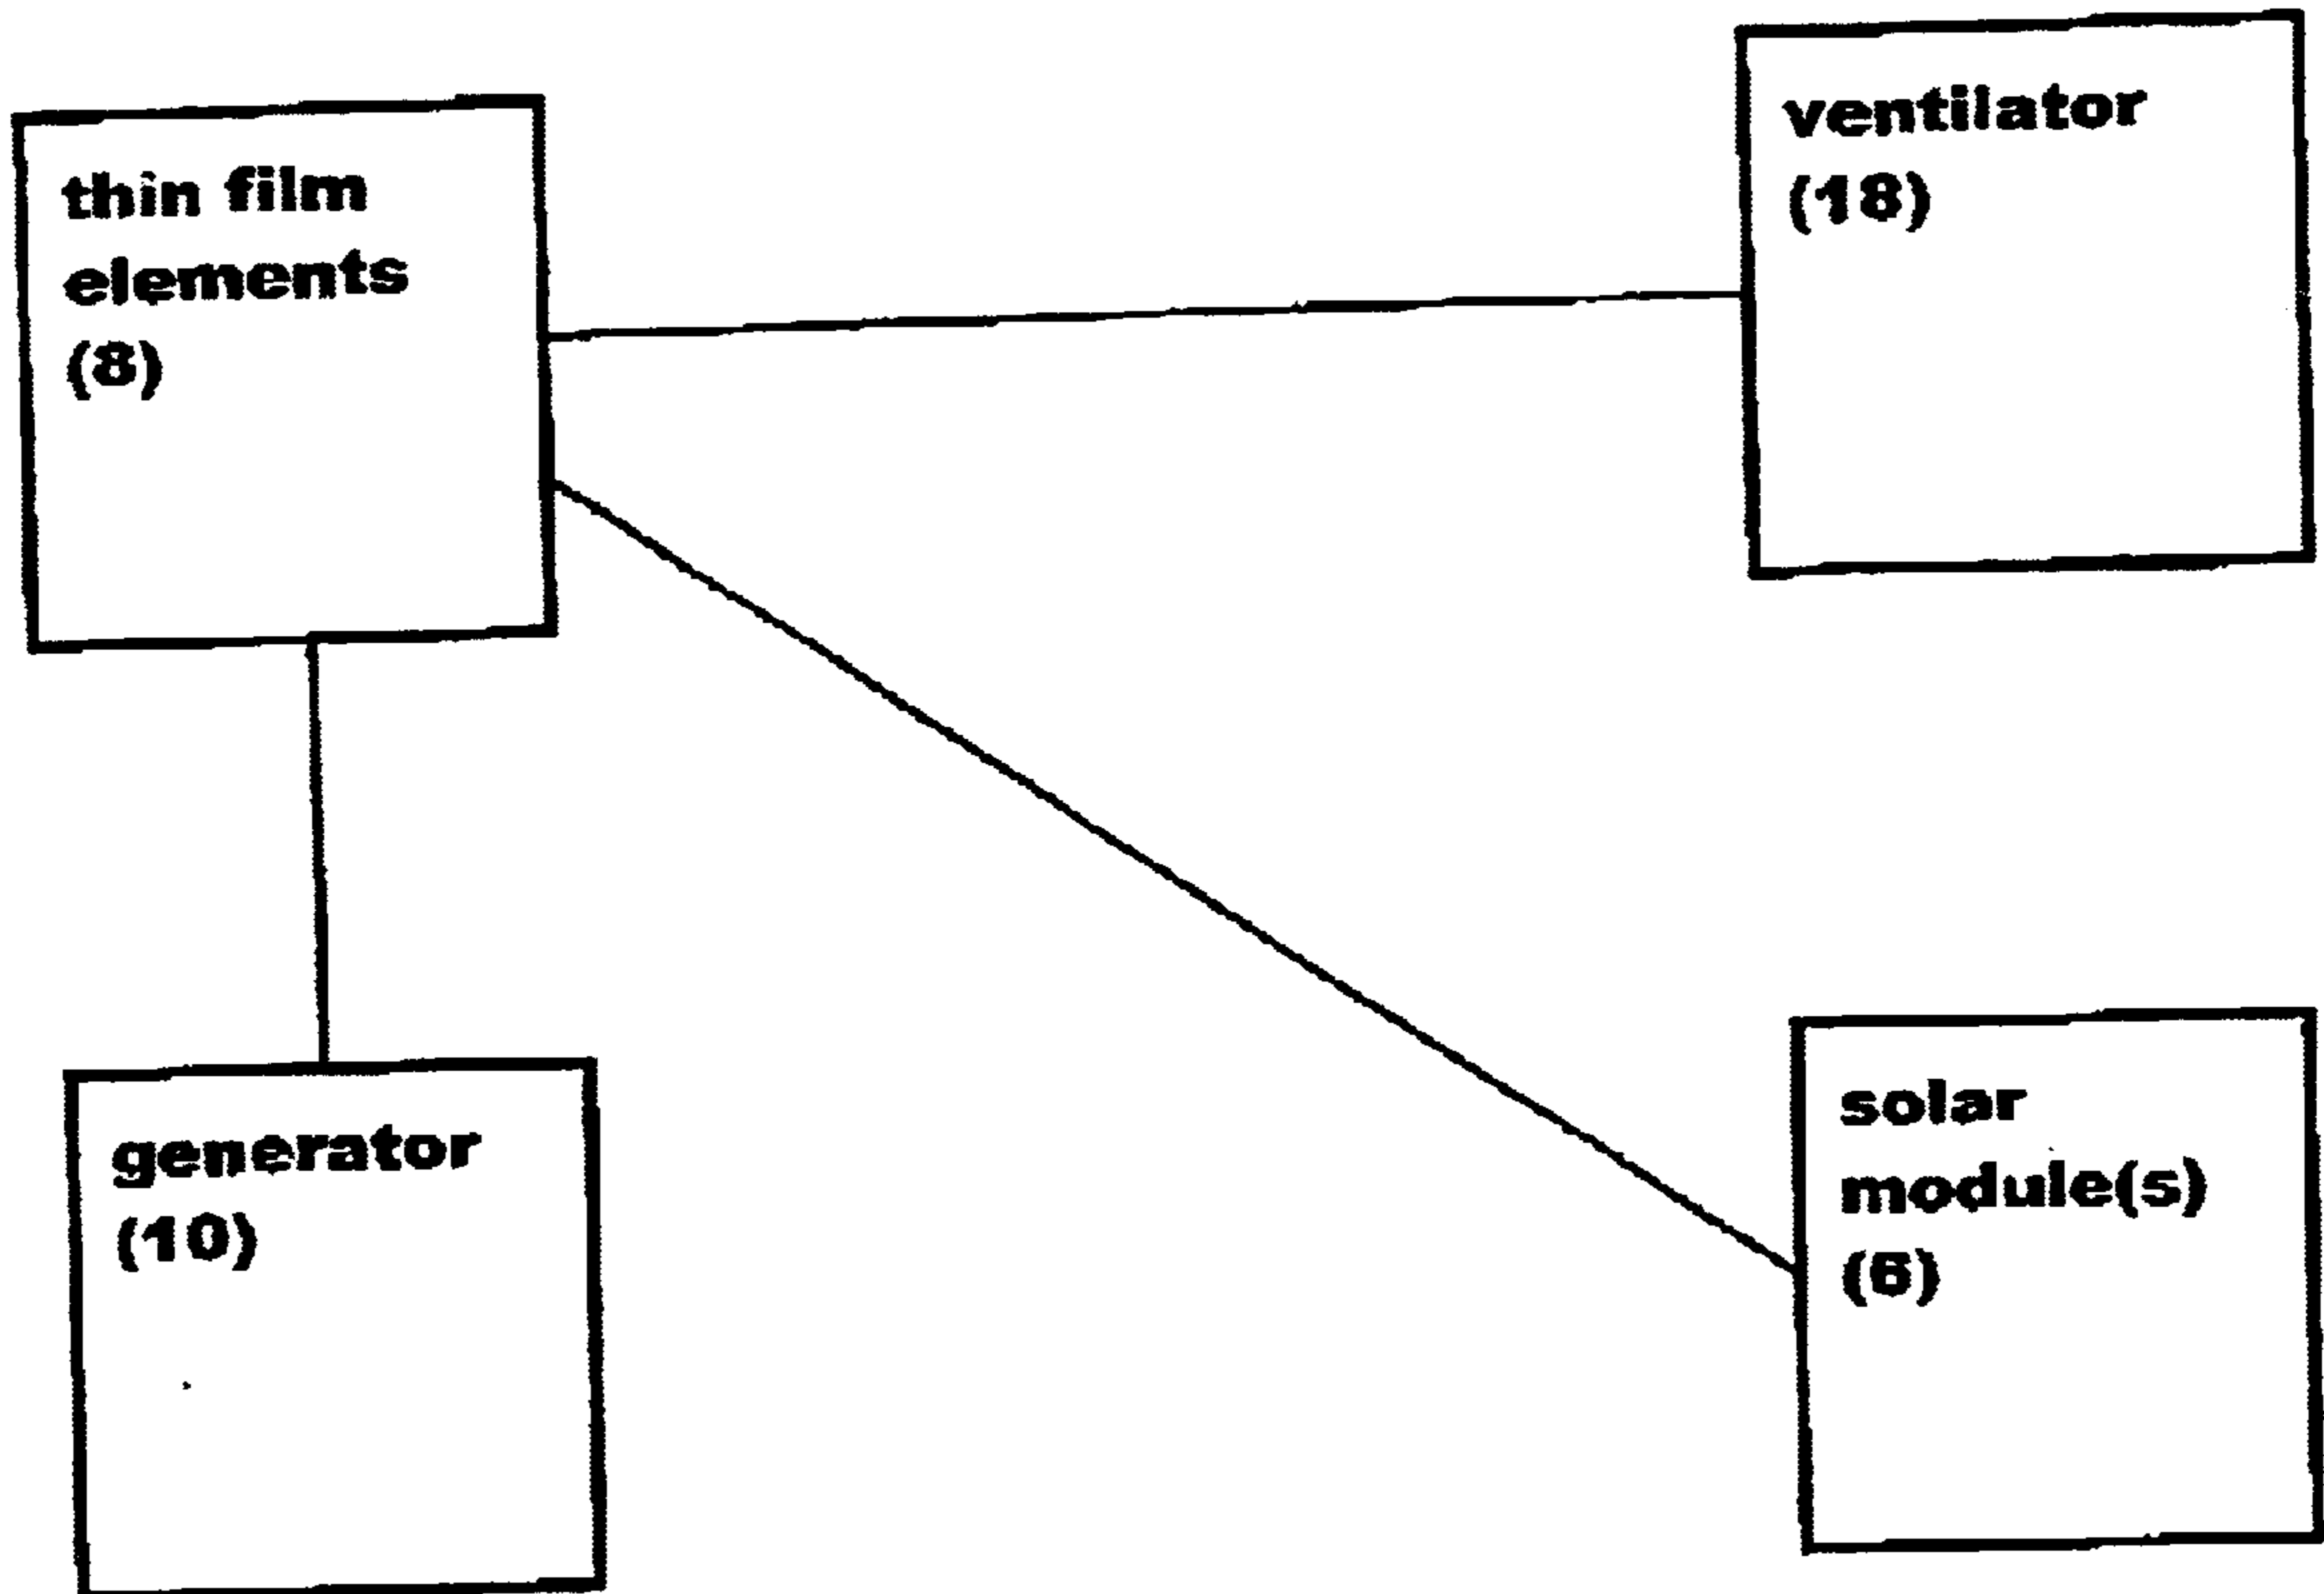 thin film
elements
(8)
ventilator
(18)
generator
(10)
solar
module(s)
(6)